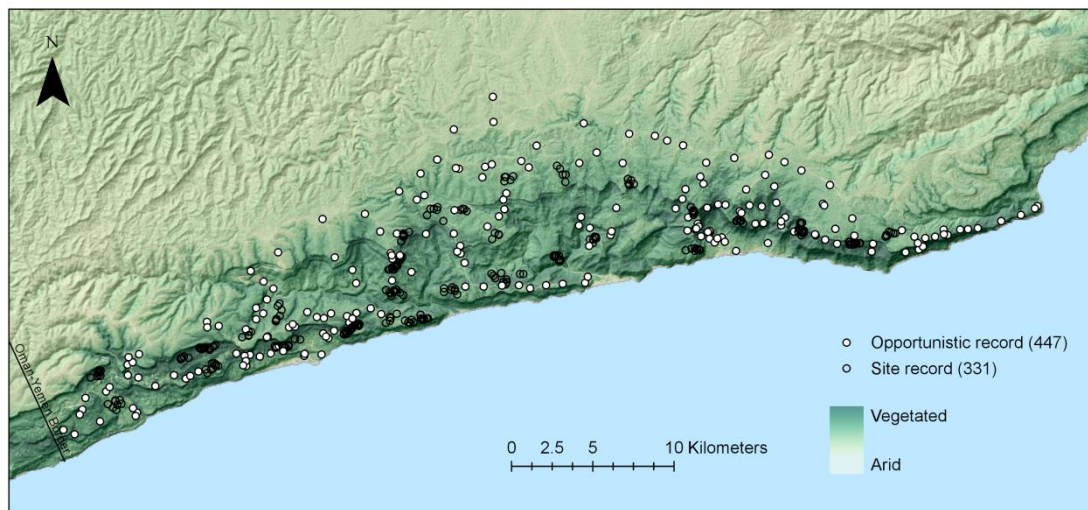 N
Oman-Yemen Border
Opportunistic record (447)
Site record (331)
Vegetated
Arid
0 2.5 5 10 Kilometers